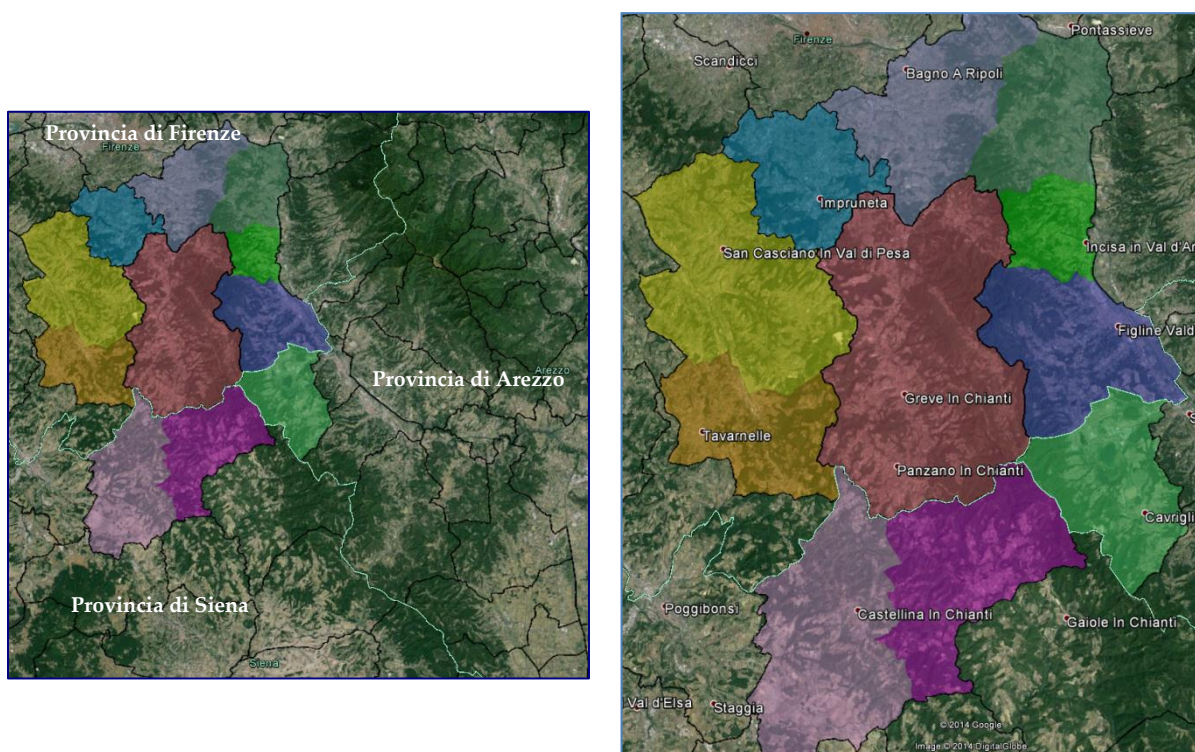 Provincia di Firenze
Firenze
Provincia di Arezzo
Arezzo
Provincia di Siena
Siena
Firenze
Pontassieve
Scandicci
Bagno A Ripoli
Impruneta
San Casciano In Val di Pesa
Incisa in Val d'Ar
Figline Vald
Greve In Chianti
Tavarnelle
Panzano In Chianti
Cavrigli
Poggibonsi
Castellina In Chianti
Gaiole In Chianti
Val d'Elsa
Staggia
© 2014 Google
Image © 2014 DigitalGlobe